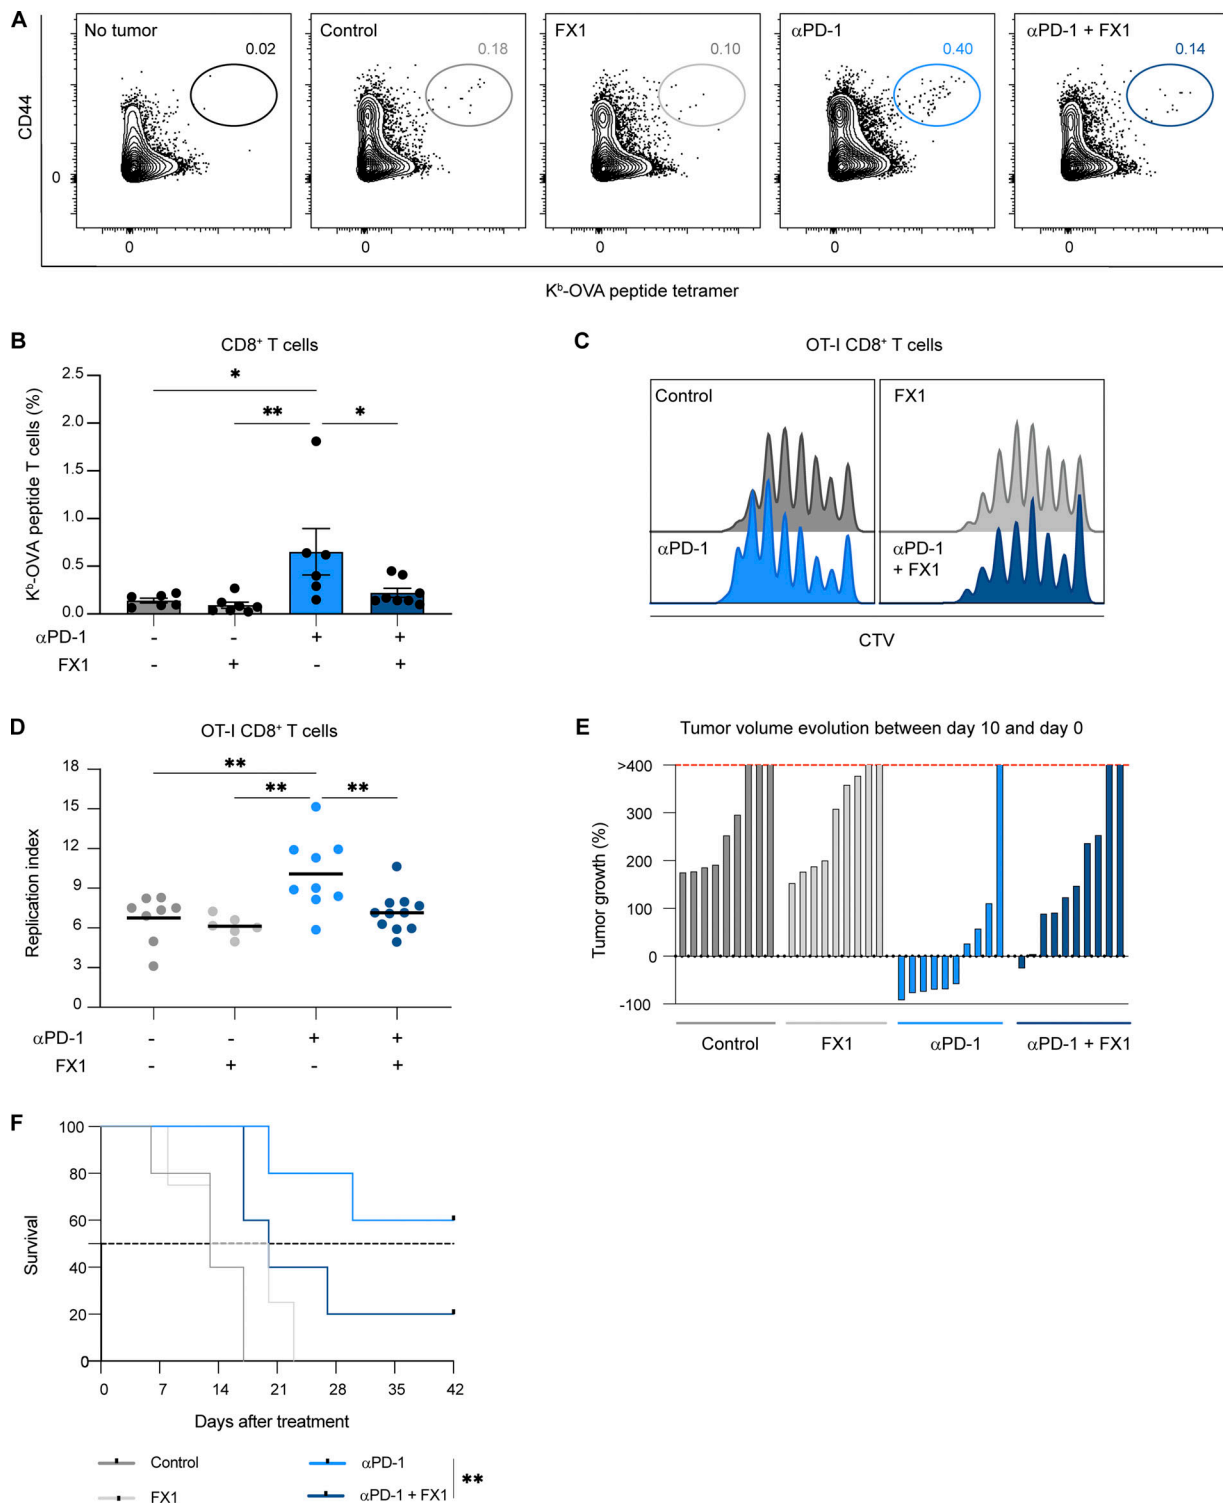 A
No tumor
0.02
Control
0.18
FX1
0.10
αPD-1
0.40
αPD-1 + FX1
0.14
CD44
0
0 0 0 0 0
Kᵇ-OVA peptide tetramer
B
CD8⁺ T cells
Kᵇ-OVA peptide T cells (%)
2.5
2.0
1.5
1.0
0.5
0.0
*
** *
αPD-1 - - + +
FX1 - + - +
C
OT-I CD8⁺ T cells
Control
FX1
αPD-1
αPD-1
+ FX1
CTV
D
OT-I CD8⁺ T cells
Replication index
18
15
12
9
6
3
0
**
** **
αPD-1 - - + +
FX1 - + - +
E
Tumor volume evolution between day 10 and day 0
Tumor growth (%)
>400
300
200
100
0
-100
Control FX1 αPD-1 αPD-1 + FX1
F
Survival
100
80
60
40
20
0
0 7 14 21 28 35 42
Days after treatment
Control αPD-1
FX1 αPD-1 + FX1
**